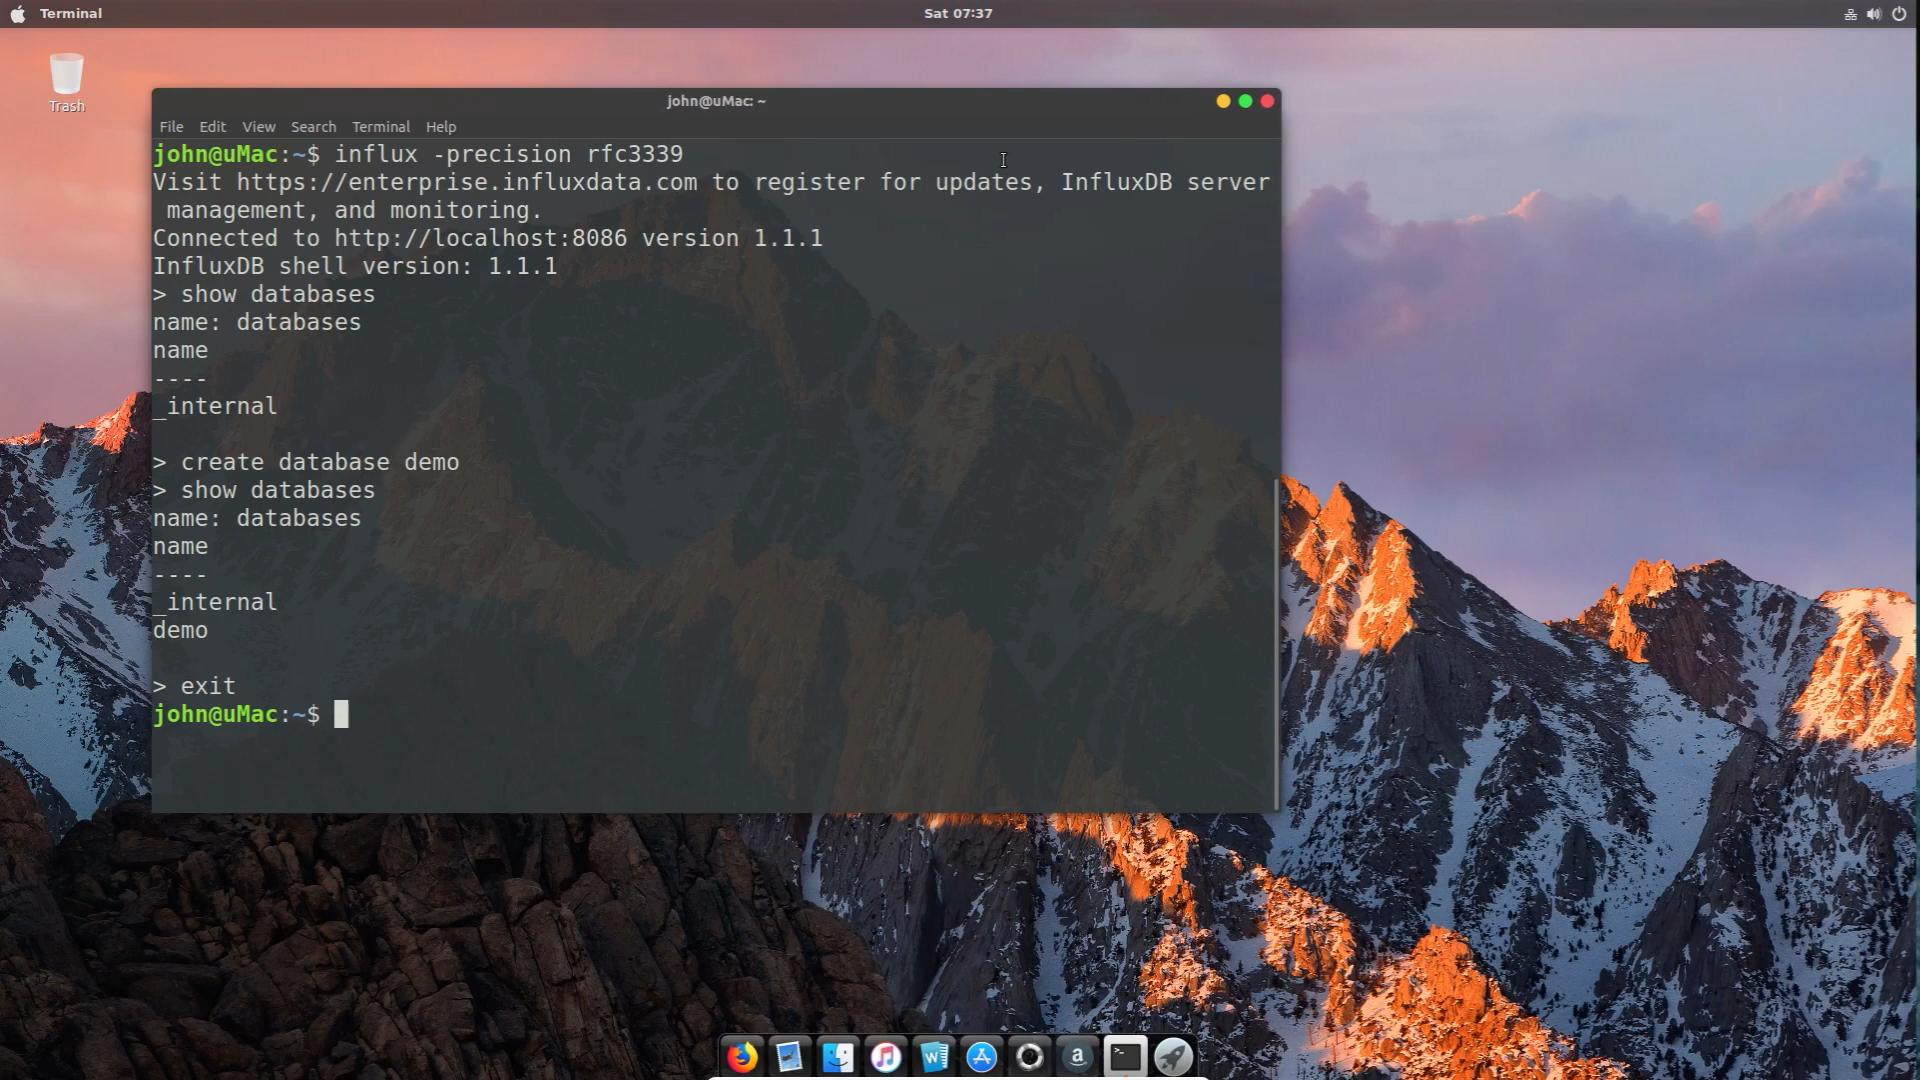 Terminal
Sat 07:37
Trash
john@uMac: ~
File Edit View Search Terminal Help
john@uMac:~$ influx -precision rfc3339
Visit https://enterprise.influxdata.com to register for updates, InfluxDB server
management, and monitoring.
Connected to http://localhost:8086 version 1.1.1
InfluxDB shell version: 1.1.1
> show databases
name: databases
name
----
_internal
> create database demo
> show databases
name: databases
name
----
_internal
demo
> exit
john@uMac:~$